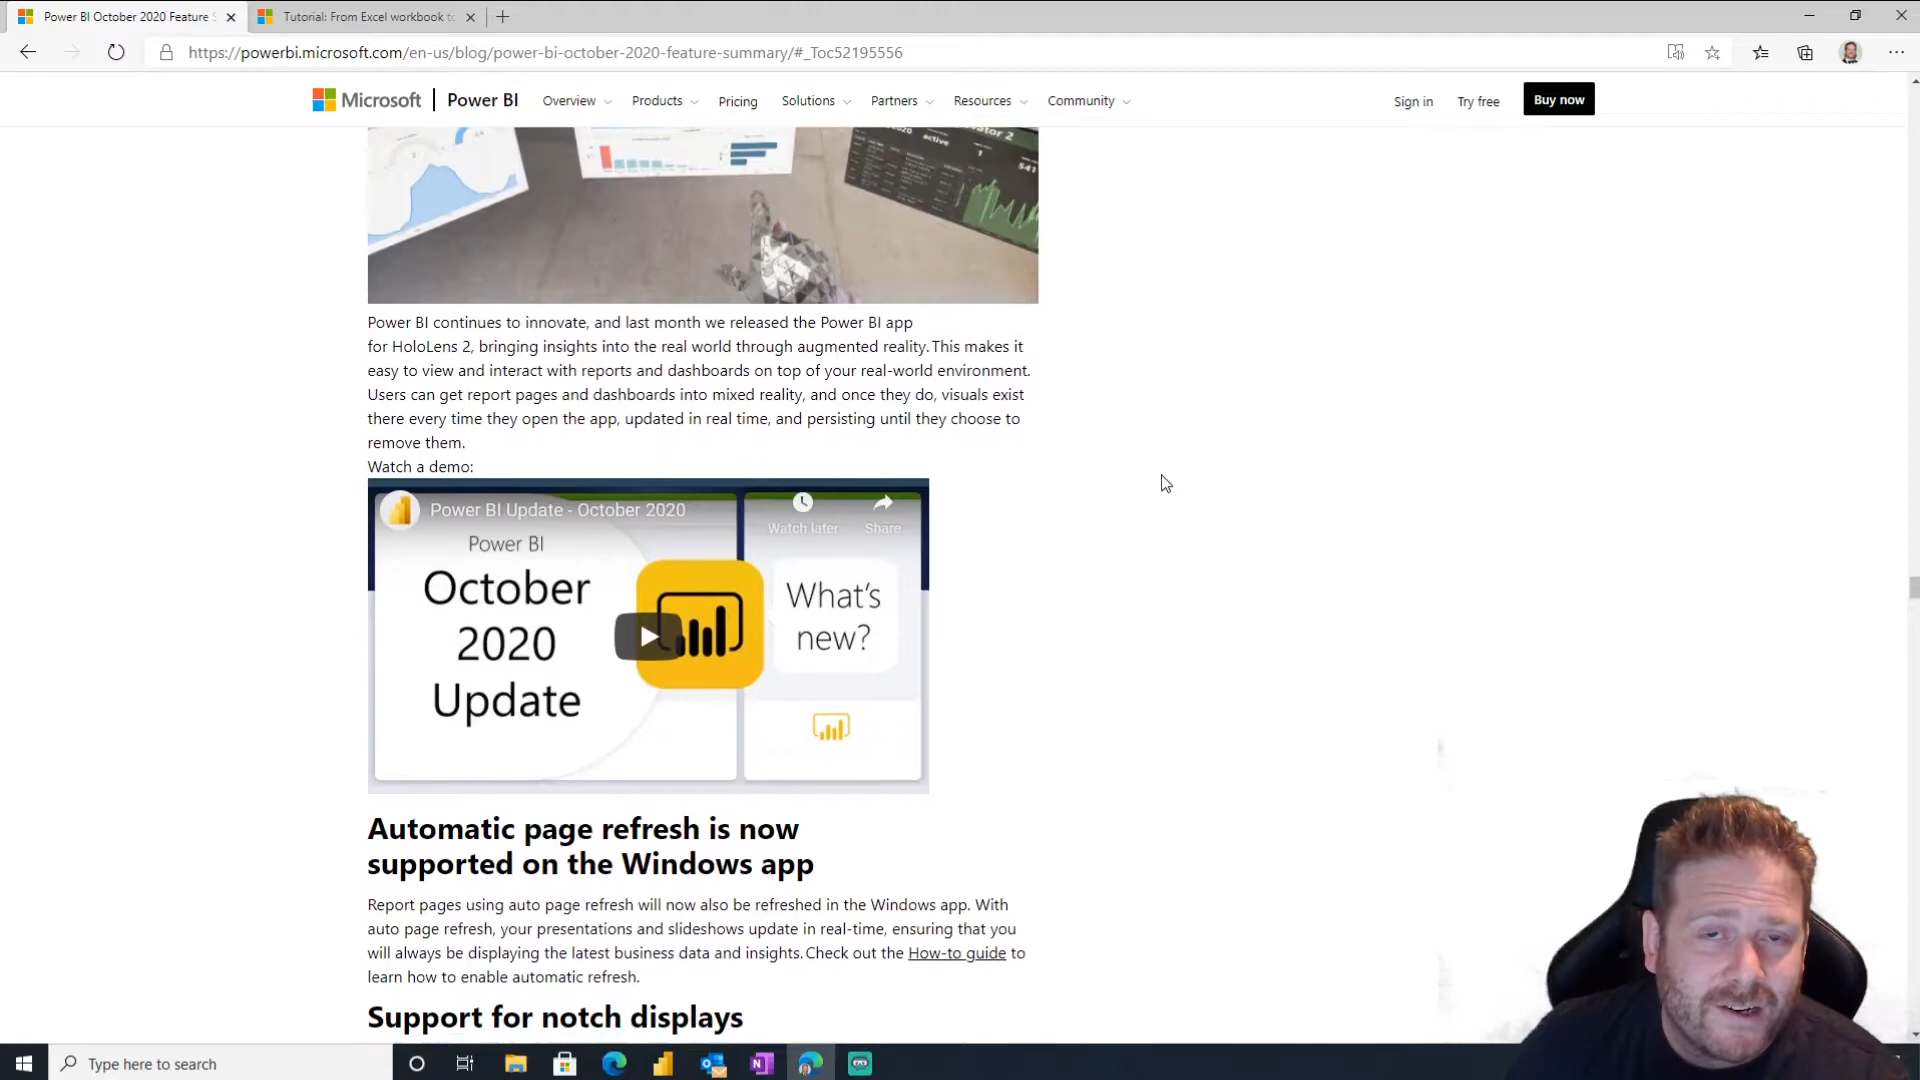 Power BI October 2020 Feature S
Tutorial: From Excel workbook to
https://powerbi.microsoft.com/en-us/blog/power-bi-october-2020-feature-summary/#_Toc52195556
Microsoft
Power BI
Overview
Products
Pricing
Solutions
Partners
Resources
Community
Sign in
Try free
Buy now
active
1
541
Power BI continues to innovate, and last month we released the Power BI app
for HoloLens 2, bringing insights into the real world through augmented reality. This makes it
easy to view and interact with reports and dashboards on top of your real-world environment.
Users can get report pages and dashboards into mixed reality, and once they do, visuals exist
there every time they open the app, updated in real time, and persisting until they choose to
remove them.
Watch a demo:
Power BI Update - October 2020
Watch later
Share
Power BI
October
2020
Update
What's
new?
Automatic page refresh is now
supported on the Windows app
Report pages using auto page refresh will now also be refreshed in the Windows app. With
auto page refresh, your presentations and slideshows update in real-time, ensuring that you
will always be displaying the latest business data and insights. Check out the How-to guide to
learn how to enable automatic refresh.
Support for notch displays
Type here to search